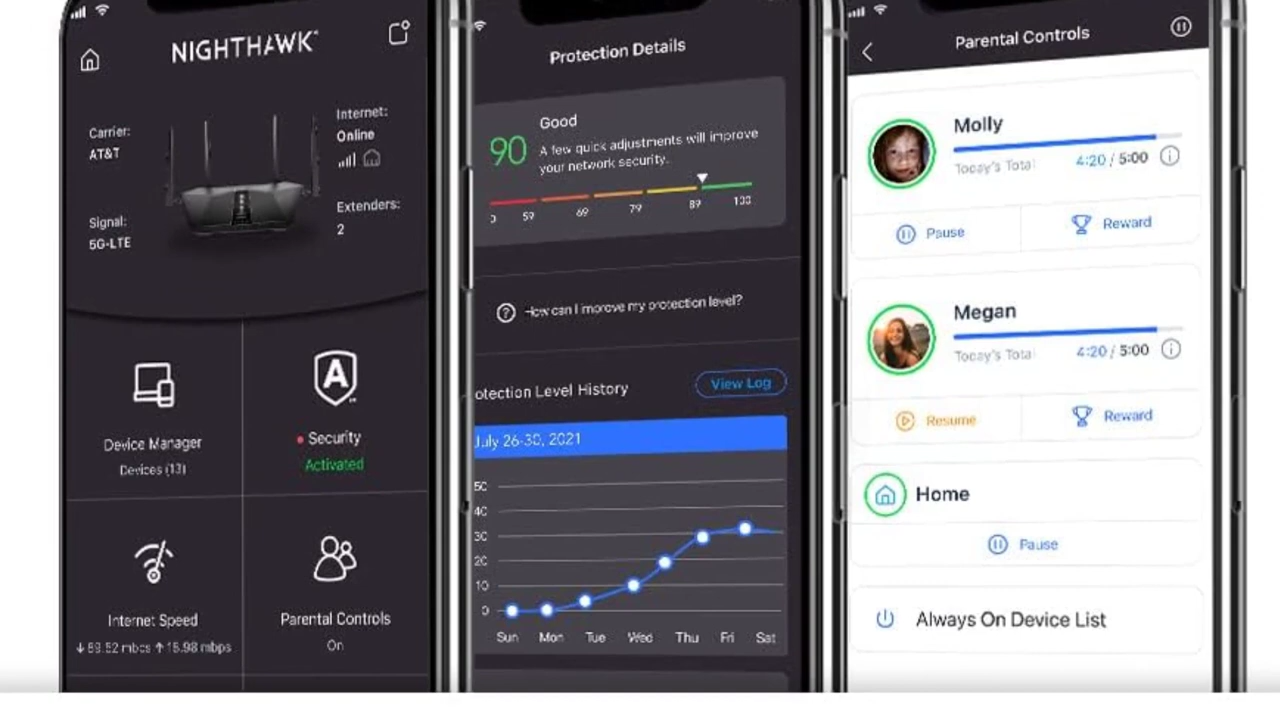 NIGHTHAWK
Carrier:
AT&T
Signal:
5G-LTE
Internet:
Online
Extenders:
2
Device Manager
Devices (13)
Security
Activated
Internet Speed
mbps
Parental Controls
On
Protection Details
90
Good
A few quick adjustments will improve
your network security.
59 69 79 89 100
How can I improve my protection level?
otection Level History
View Log
July 26-30, 2021
50
40
30
20
10
0
Sun Mon Tue Wed Thu Fri Sat
Parental Controls
Molly
Today's Total 4:20 / 5:00
Pause
Reward
Megan
Today's Total 4:20 / 5:00
Resume
Reward
Home
Pause
Always On Device List